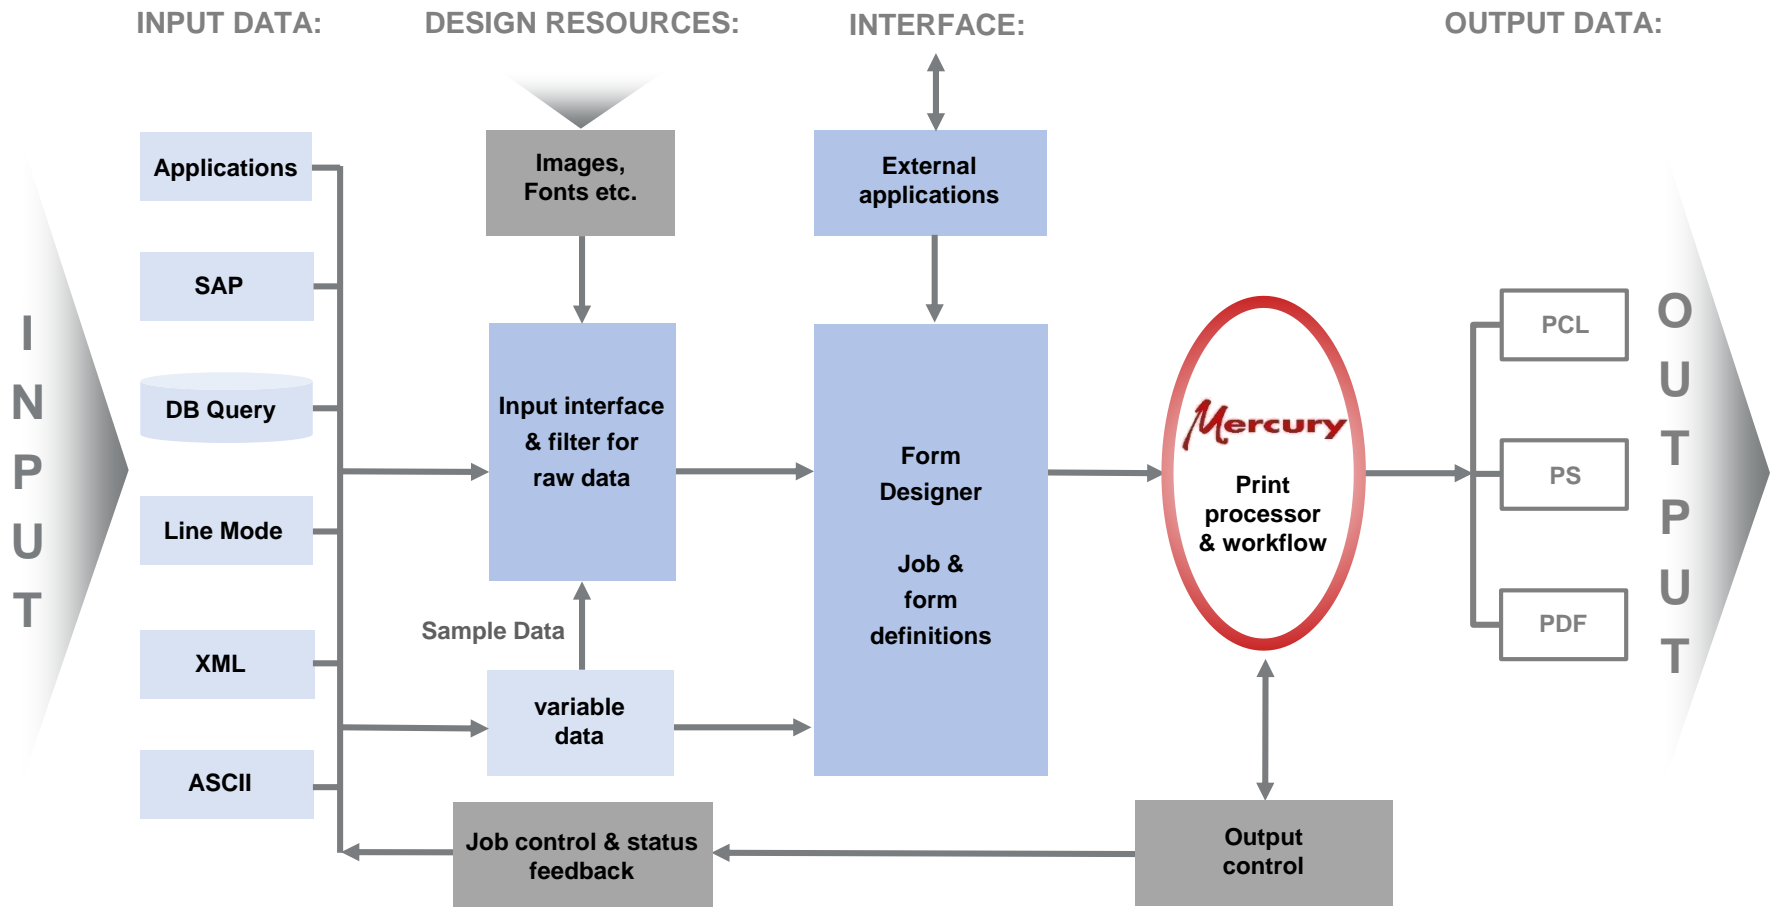 INPUT DATA:
DESIGN RESOURCES:
INTERFACE:
OUTPUT DATA:
INPUT
Applications
SAP
DB Query
Line Mode
XML
ASCII
Images,
Fonts etc.
Input interface
& filter for
raw data
Sample Data
variable
data
Job control & status
feedback
External
applications
Form
Designer
Job &
form
definitions
Mercury
Print
processor
& workflow
Output
control
PCL
PS
PDF
OUTPUT